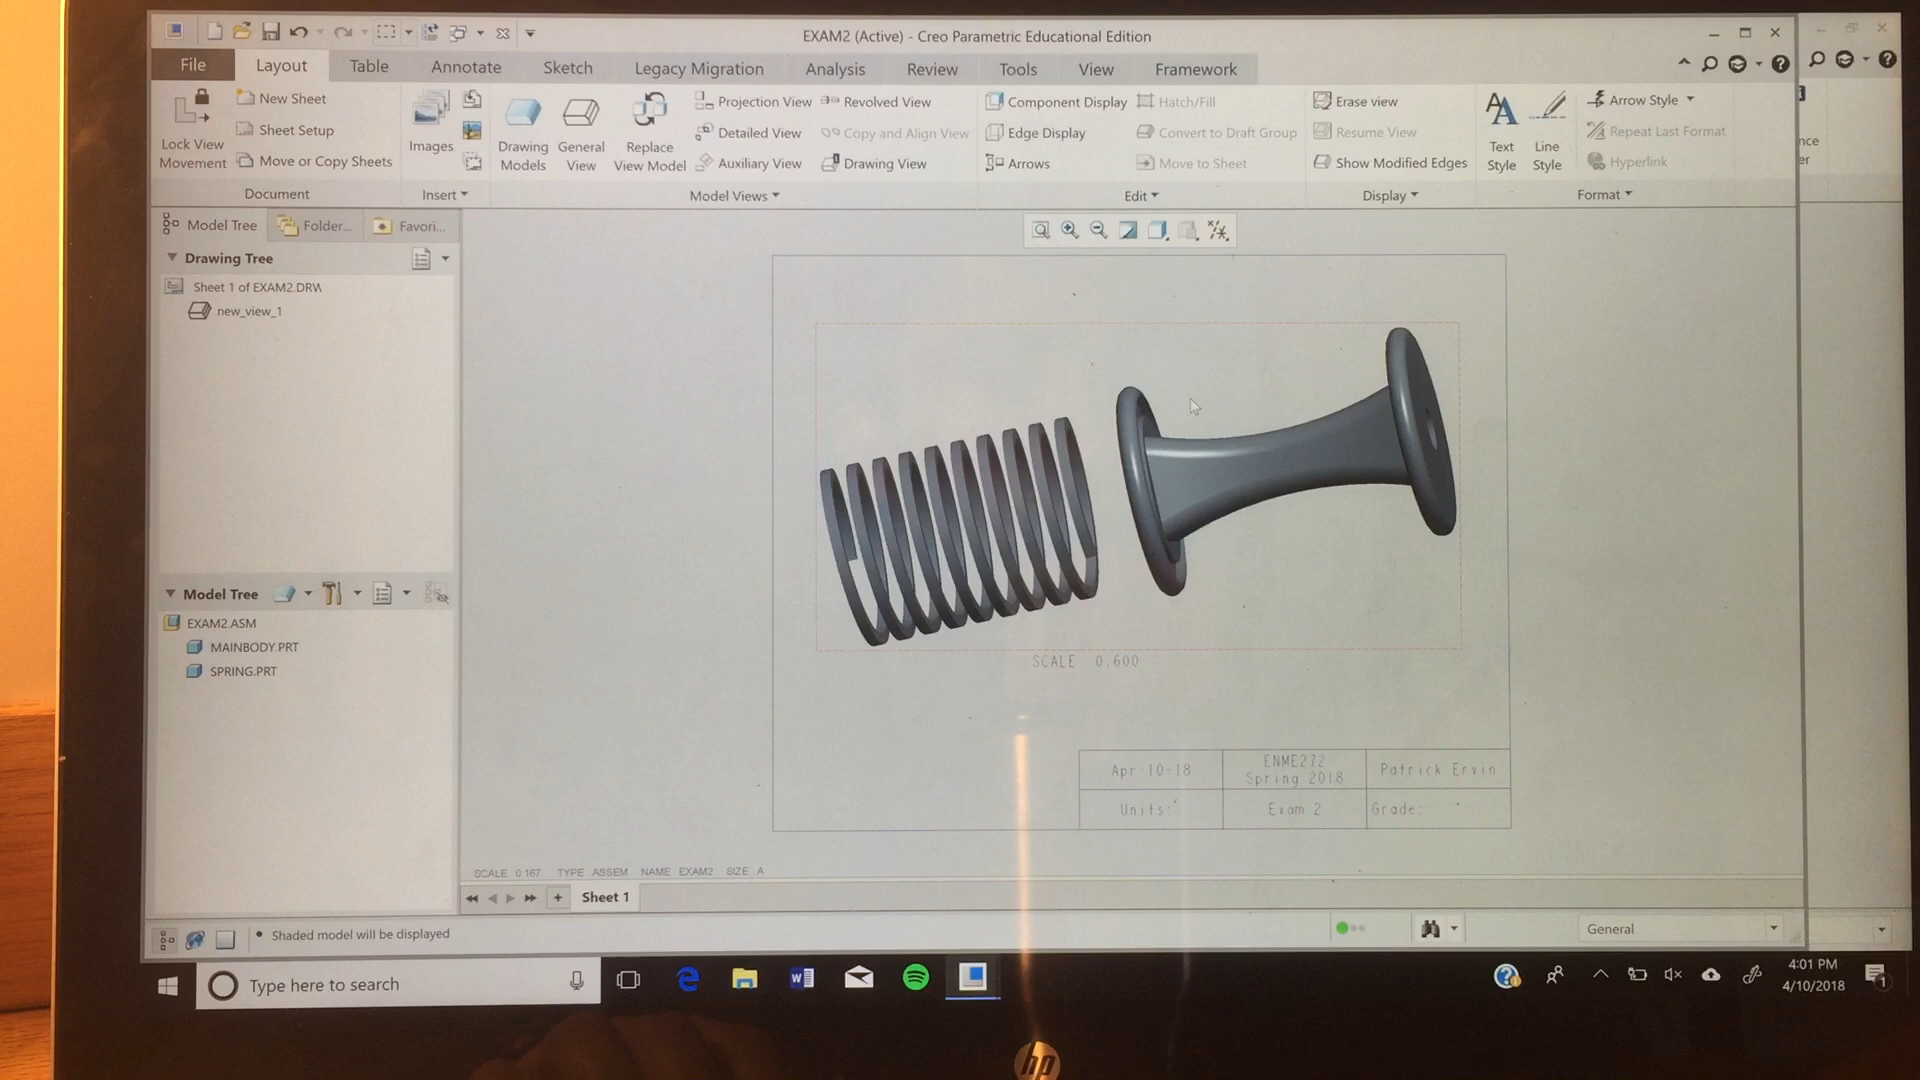 EXAM2 (Active) - Creo Parametric Educational Edition
File Layout Table Annotate Sketch Legacy Migration Analysis Review Tools View Framework
Lock View Movement
New Sheet
Sheet Setup
Move or Copy Sheets
Document
Images
Insert
Drawing Models
General View
Replace View Model
Projection View
Detailed View
Auxiliary View
Revolved View
Copy and Align View
Drawing View
Model Views
Component Display
Edge Display
Arrows
Hatch/Fill
Convert to Draft Group
Move to Sheet
Edit
Erase view
Resume View
Show Modified Edges
Display
Text Style
Line Style
Arrow Style
Repeat Last Format
Hyperlink
Format
nce
er
Model Tree Folder... Favori...
Drawing Tree
Sheet 1 of EXAM2.DRW
new_view_1
Model Tree
EXAM2.ASM
MAINBODY.PRT
SPRING.PRT
SCALE 0.600
Apr-10-18
ENME272
Spring 2018
Patrick Ervin
Units:
Exam 2
Grade:
SCALE 0.167 TYPE ASSEM NAME EXAM2 SIZE A
Sheet 1
Shaded model will be displayed
General
Type here to search
4:01 PM
4/10/2018
1
hp